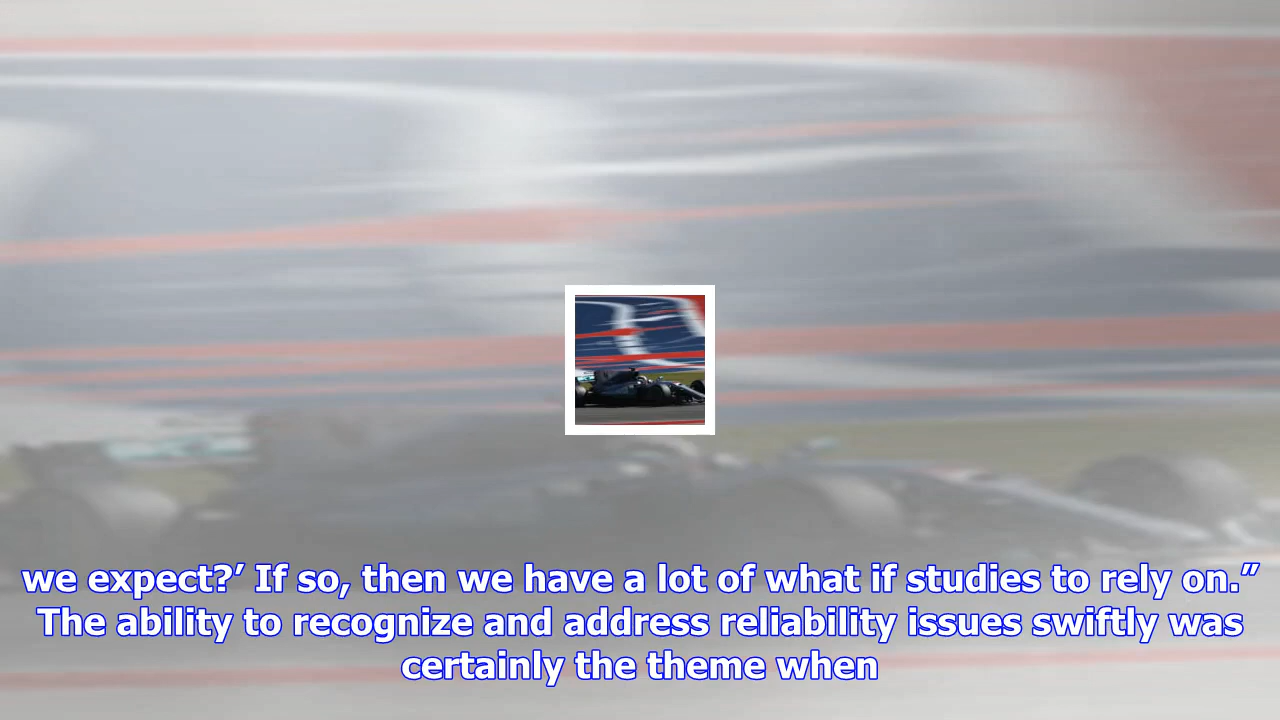 we expect?’ If so, then we have a lot of what if studies to rely on.”
The ability to recognize and address reliability issues swiftly was
certainly the theme when